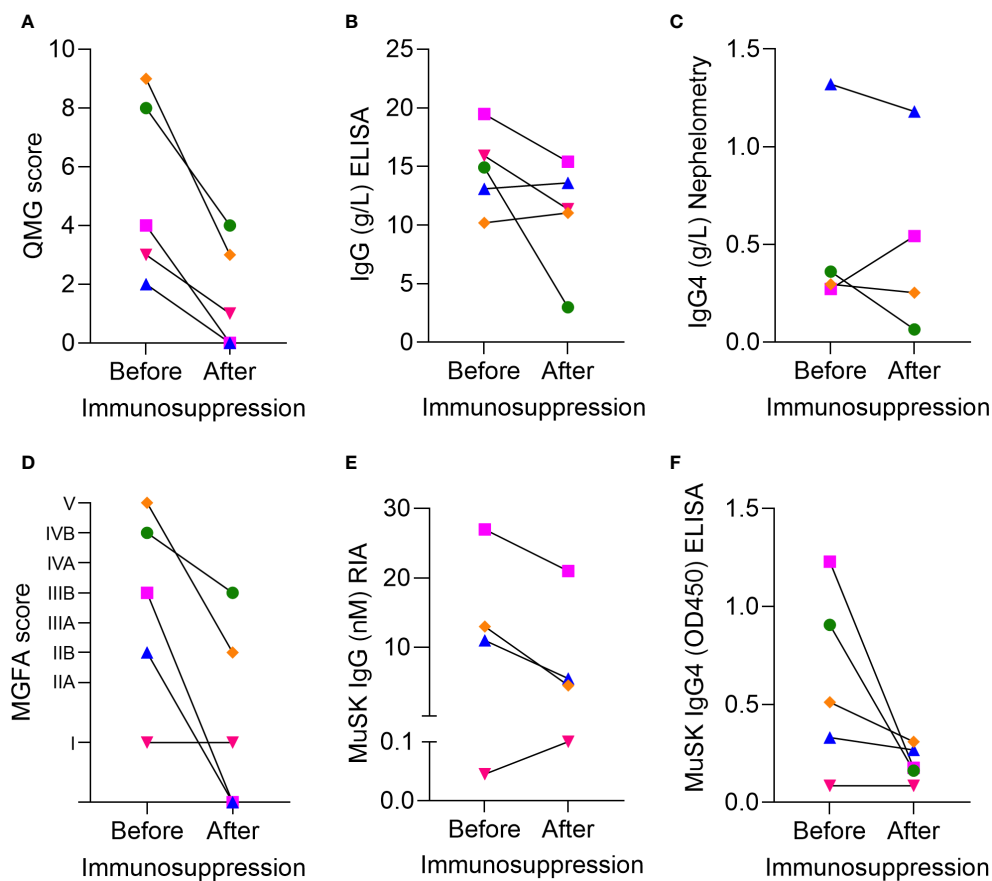 A
QMG score
10
8
6
4
2
0
Before After
Immunosuppression
B
IgG (g/L) ELISA
25
20
15
10
5
0
Before After
Immunosuppression
C
IgG4 (g/L) Nephelometry
1.5
1.0
0.5
0.0
Before After
Immunosuppression
D
MGFA score
V
IVB
IVA
IIIB
IIIA
IIB
IIA
I
Before After
Immunosuppression
E
MuSK IgG (nM) RIA
30
20
10
0.1
0.0
Before After
Immunosuppression
F
MuSK IgG4 (OD450) ELISA
1.5
1.0
0.5
0.0
Before After
Immunosuppression